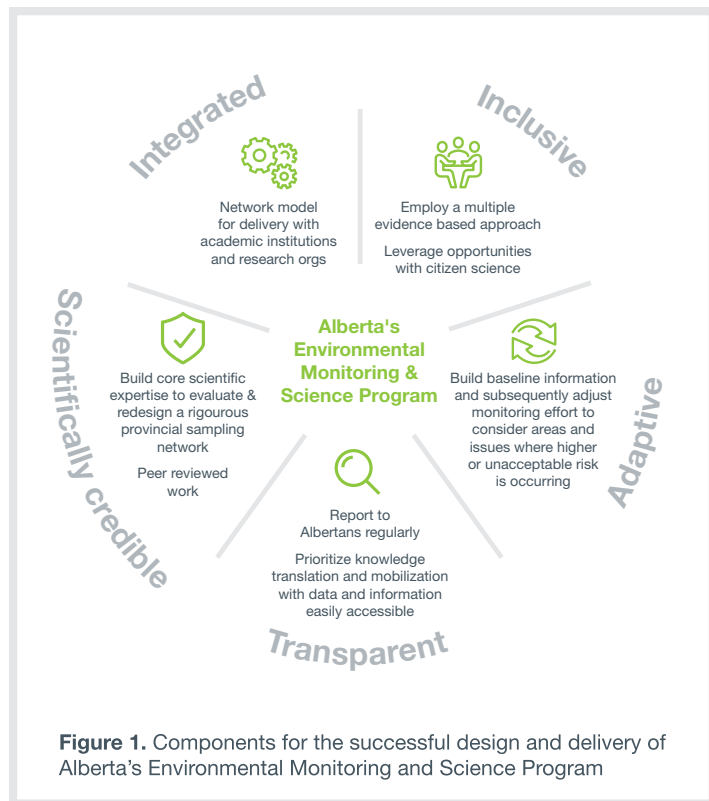 Integrated
Network model
for delivery with
academic institutions
and research orgs
Inclusive
Employ a multiple
evidence based approach
Leverage opportunities
with citizen science
Alberta's
Environmental
Monitoring &
Science Program
Scientifically credible
Build core scientific
expertise to evaluate &
redesign a rigourous
provincial sampling
network
Peer reviewed
work
Adaptive
Build baseline information
and subsequently adjust
monitoring effort to
consider areas and
issues where higher
or unacceptable risk
is occurring
Report to
Albertans regularly
Prioritize knowledge
translation and mobilization
with data and information
easily accessible
Transparent
Figure 1. Components for the successful design and delivery of
Alberta’s Environmental Monitoring and Science Program